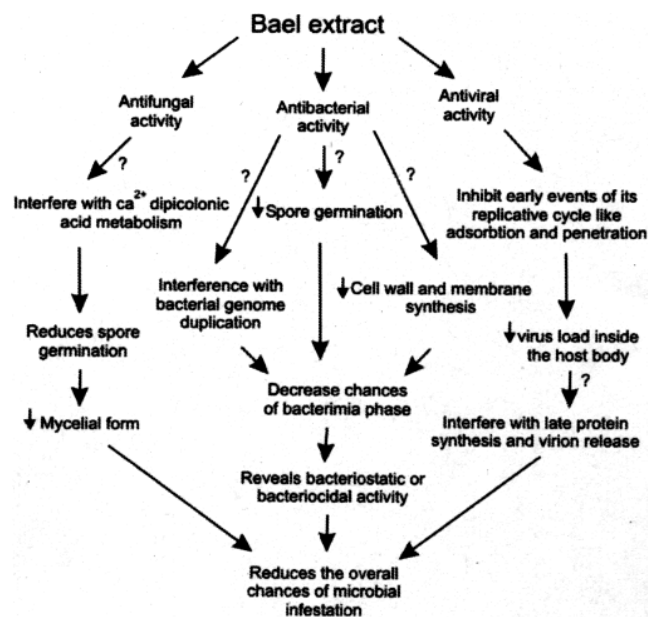 Bael extract
Antifungal
activity
Antibacterial
activity
Antiviral
activity
?
?
?
?
Interfere with ca2+ dipicolonic
acid metabolism
↓ Spore germination
Inhibit early events of its
replicative cycle like
adsorbtion and penetration
Interference with
bacterial genome
duplication
↓ Cell wall and membrane
synthesis
Reduces spore
germination
↓ virus load inside
the host body
?
↓ Mycelial form
Decrease chances
of bacterimia phase
Interfere with late protein
synthesis and virion release
Reveals bacteriostatic or
bacteriocidal activity
Reduces the overall
chances of microbial
infestation